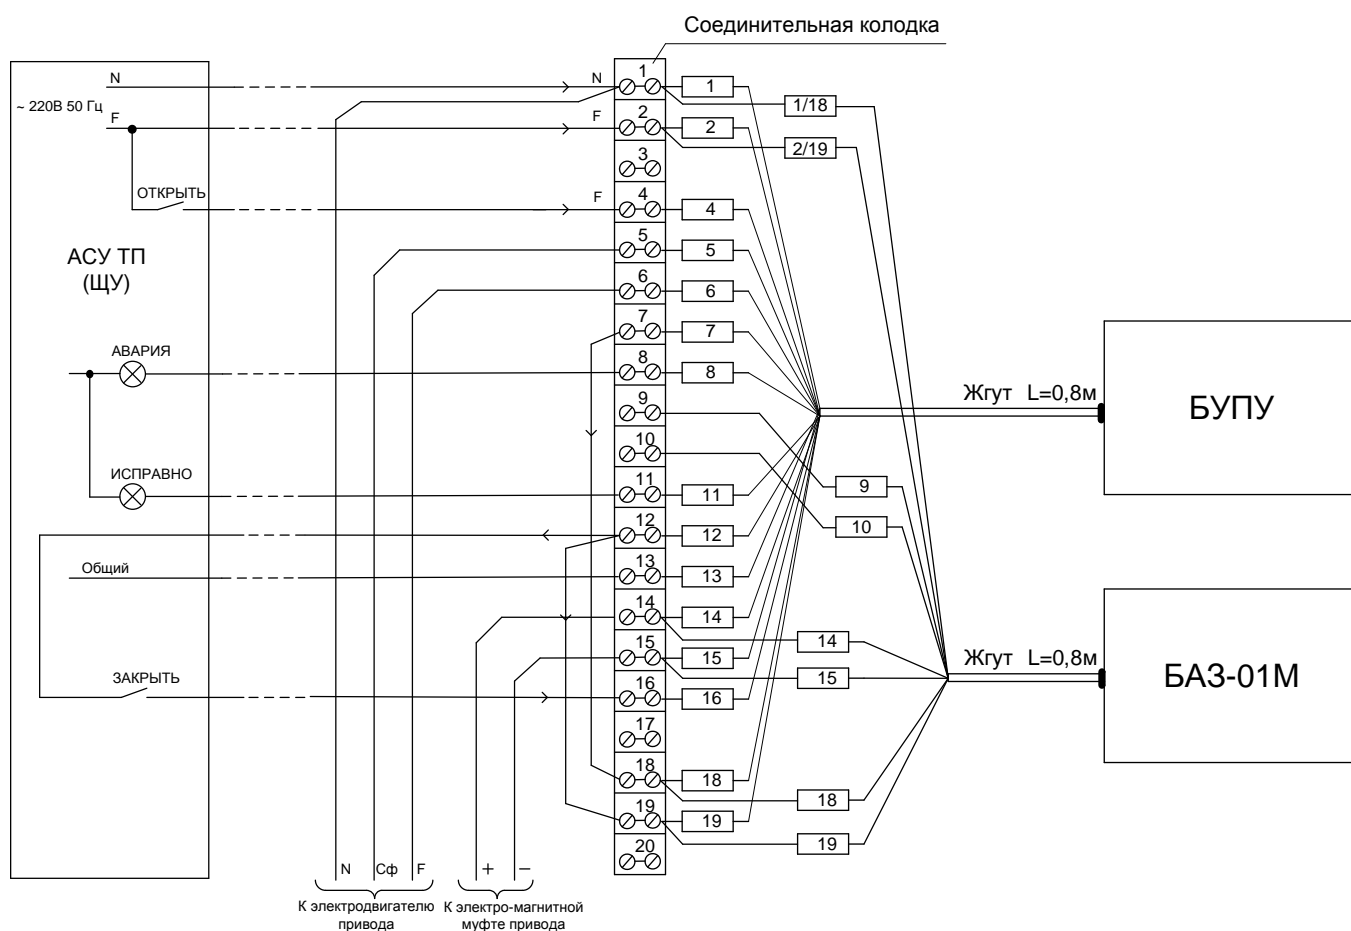 Соединительная колодка
N
~ 220В 50 Гц
F
ОТКРЫТЬ
АСУ ТП
(ЩУ)
АВАРИЯ
ИСПРАВНО
Общий
ЗАКРЫТЬ
N
F
F
1
2
3
4
5
6
7
8
9
10
11
12
13
14
15
16
17
18
19
20
1
2
4
5
6
7
8
11
12
13
14
15
16
18
19
1/18
2/19
9
10
14
15
18
19
Жгут L=0,8м
БУПУ
Жгут L=0,8м
БАЗ-01М
N Сф F
+ −
К электродвигателю
привода
К электро-магнитной
муфте привода